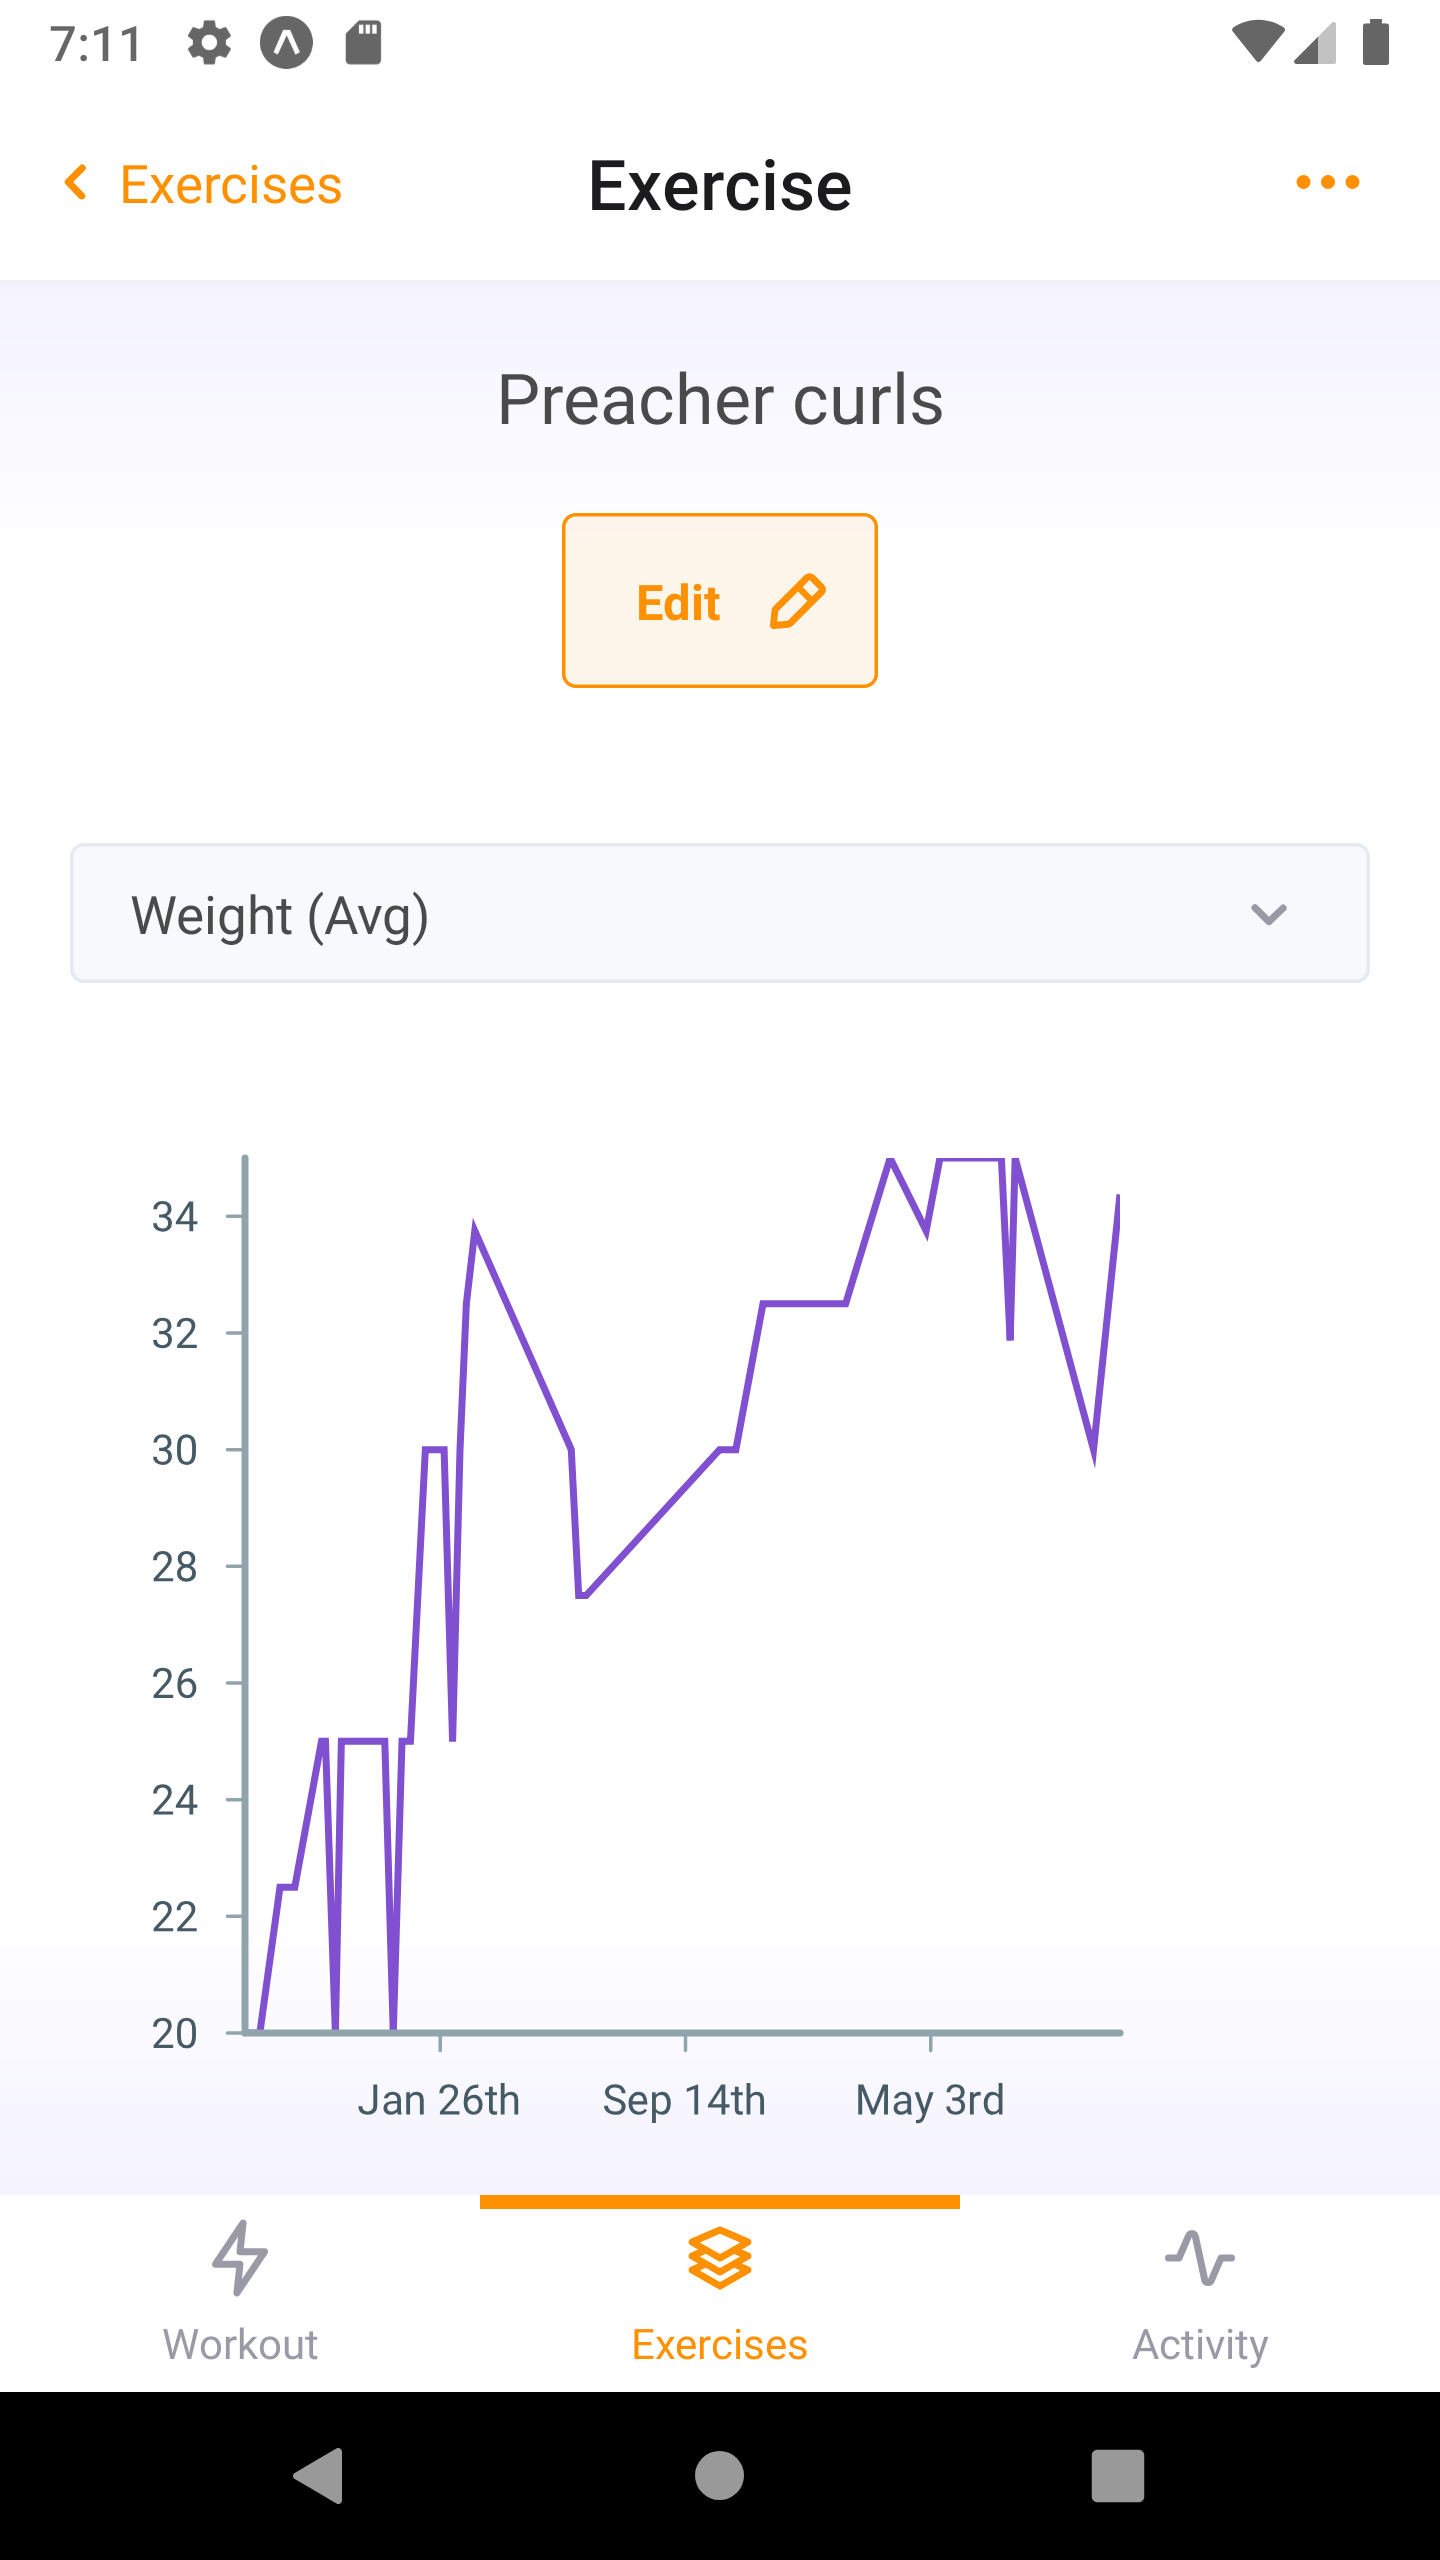 7:11
Exercises
Exercise
Preacher curls
Edit
Weight (Avg)
34
32
30
28
26
24
22
20
Jan 26th
Sep 14th
May 3rd
Workout
Exercises
Activity